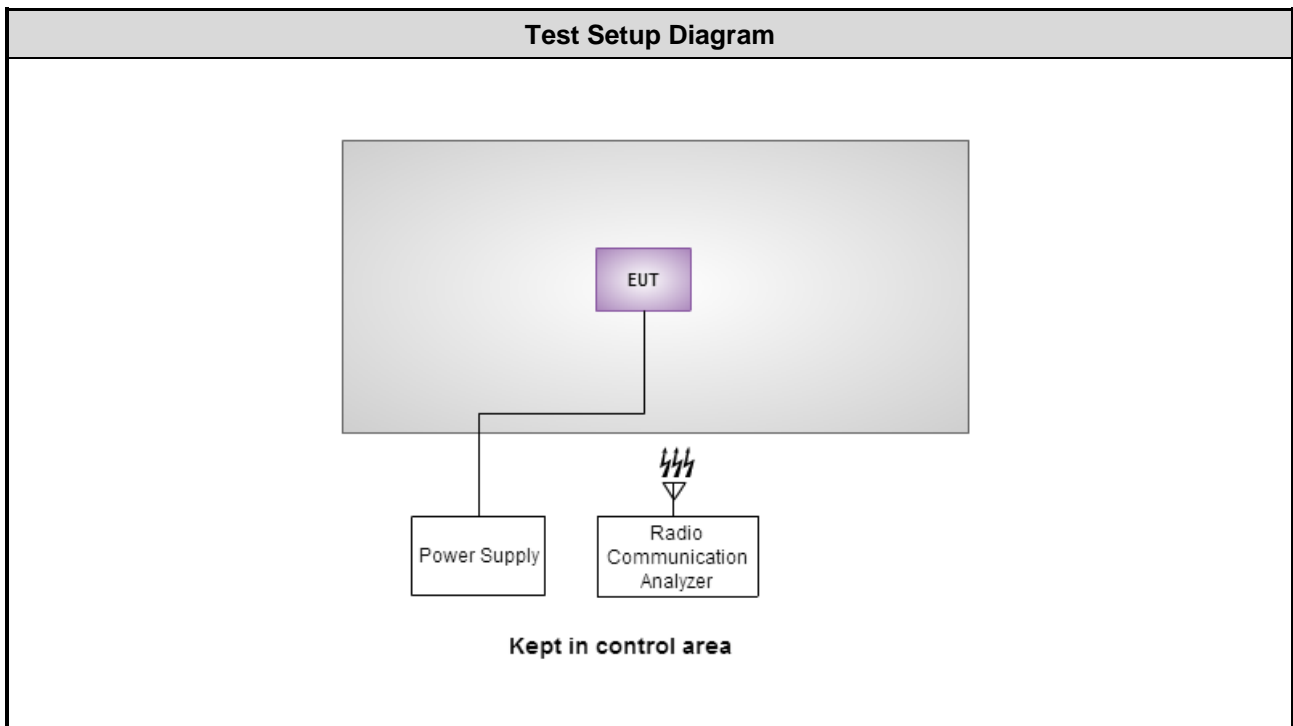 Test Setup Diagram
EUT
Power Supply
Radio
Communication
Analyzer
Kept in control area